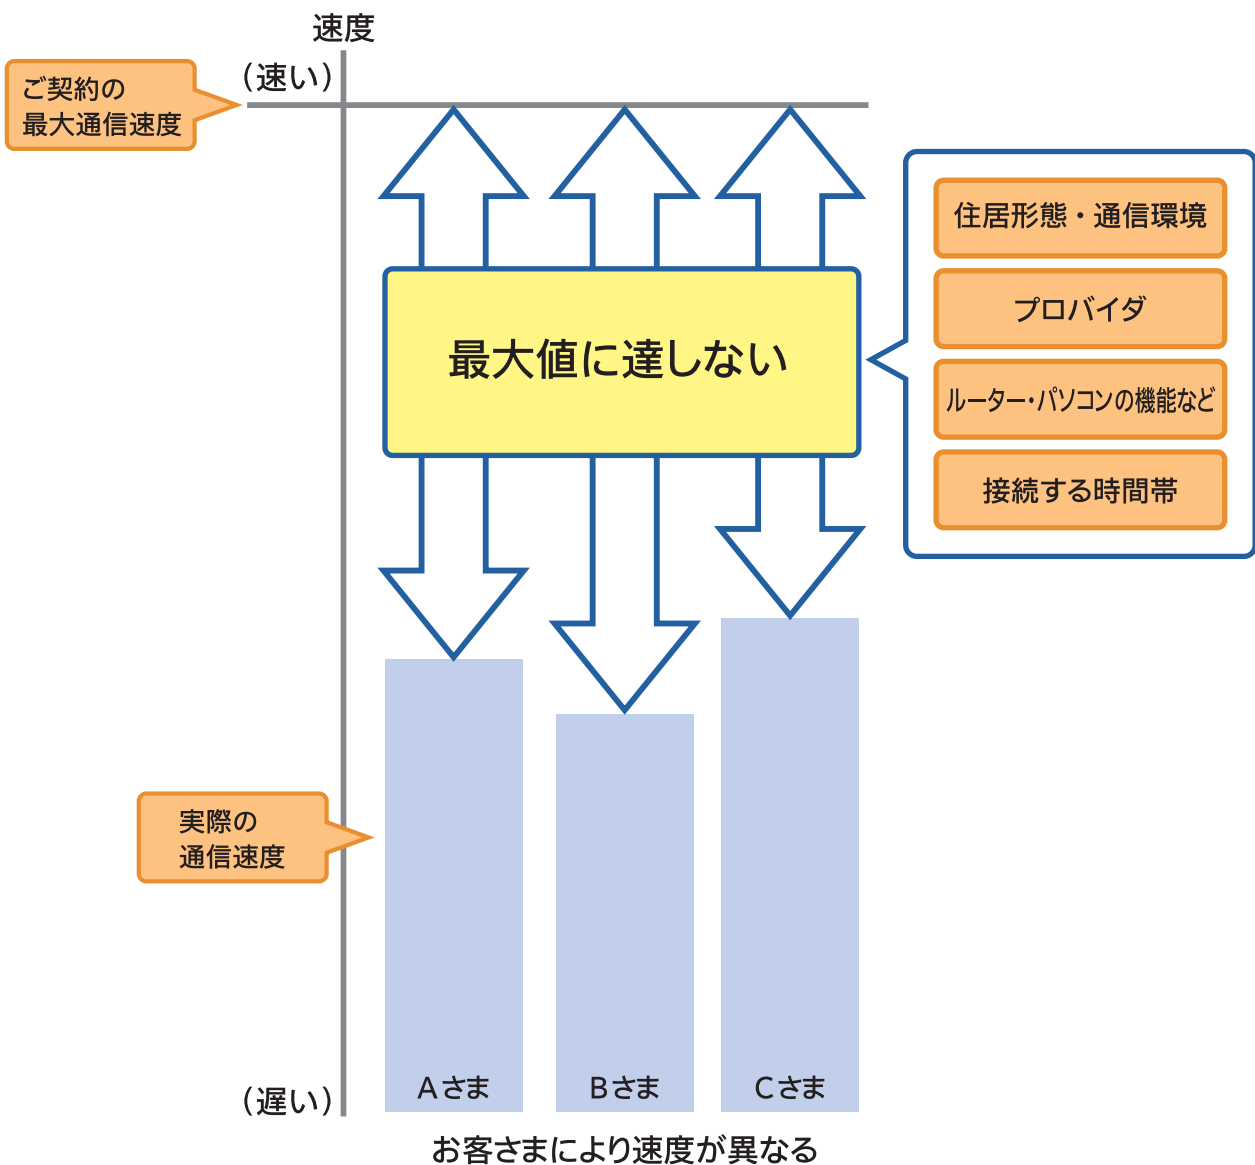 速度
（速い）
ご契約の
最大通信速度
最大値に達しない
住居形態・通信環境
プロバイダ
ルーター・パソコンの機能など
接続する時間帯
実際の
通信速度
Aさま
Bさま
Cさま
（遅い）
お客さまにより速度が異なる